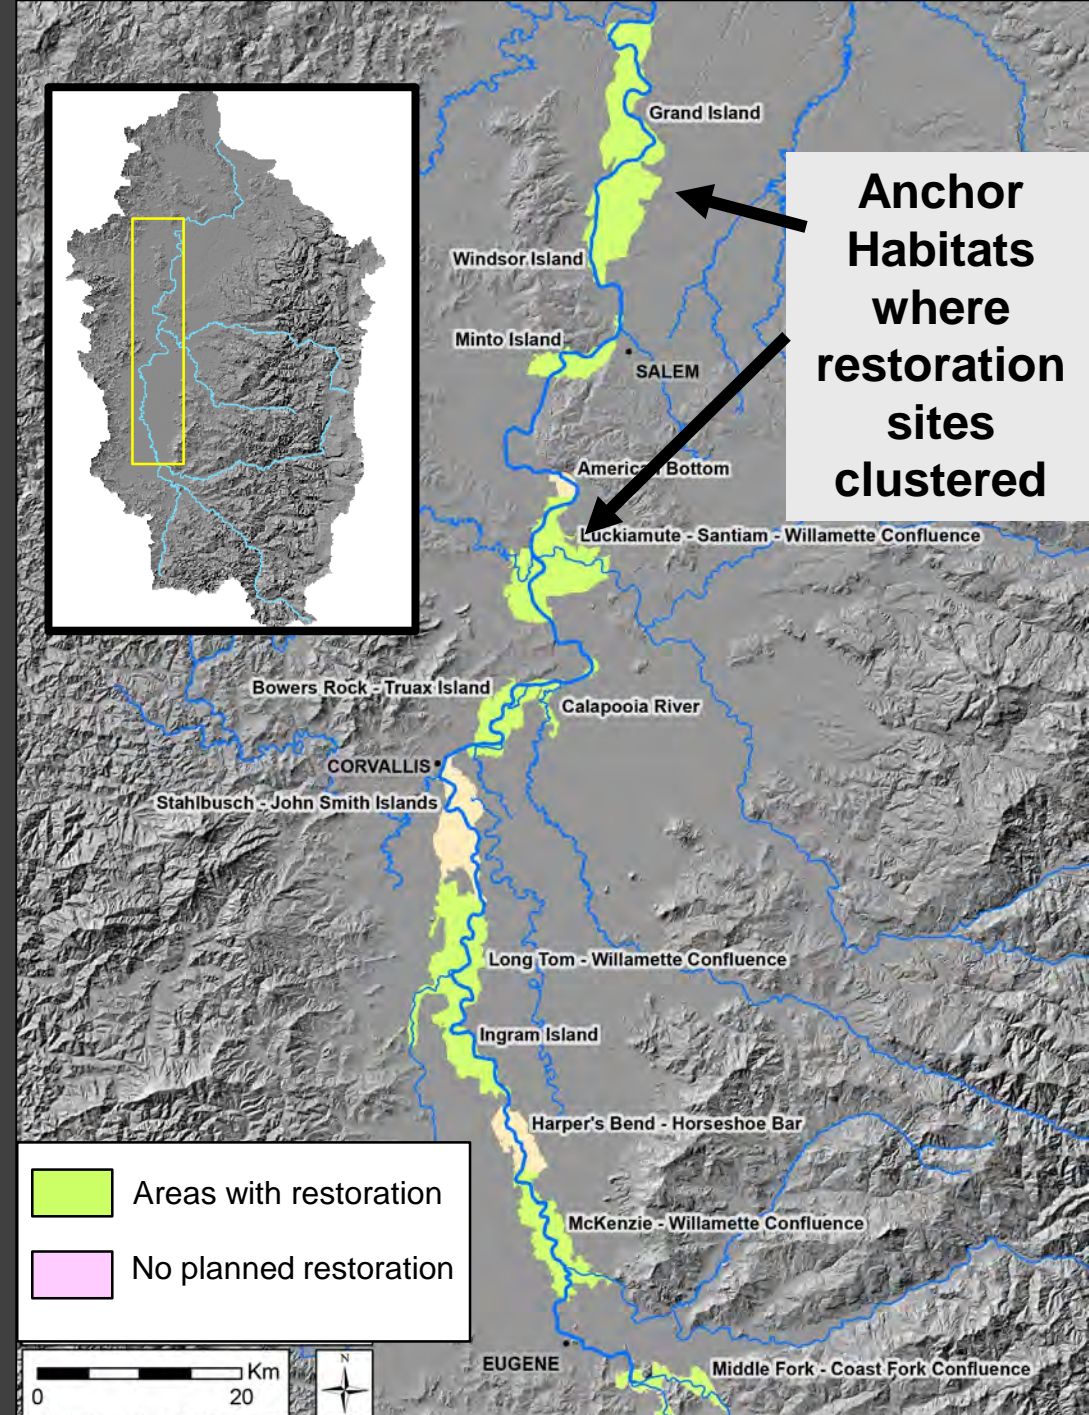 Grand Island
Anchor
Habitats
where
restoration
sites
clustered
Windsor Island
Minto Island
SALEM
American Bottom
Luckiamute - Santiam - Willamette Confluence
Bowers Rock - Truax Island
Calapooia River
CORVALLIS
Stahlbusch - John Smith Islands
Long Tom - Willamette Confluence
Ingram Island
Harper's Bend - Horseshoe Bar
Areas with restoration
McKenzie - Willamette Confluence
No planned restoration
EUGENE
Middle Fork - Coast Fork Confluence
Km
0 20
N